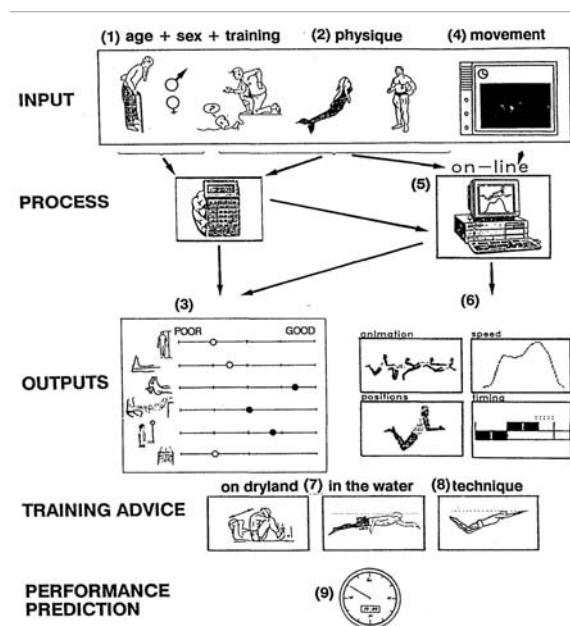 (1) age + sex + training (2) physique (4) movement
INPUT
on-line
(5)
PROCESS
(3) (6)
POOR GOOD
animation speed
OUTPUTS
positions timing
on dryland (7) in the water (8) technique
TRAINING ADVICE
PERFORMANCE
PREDICTION
(9)